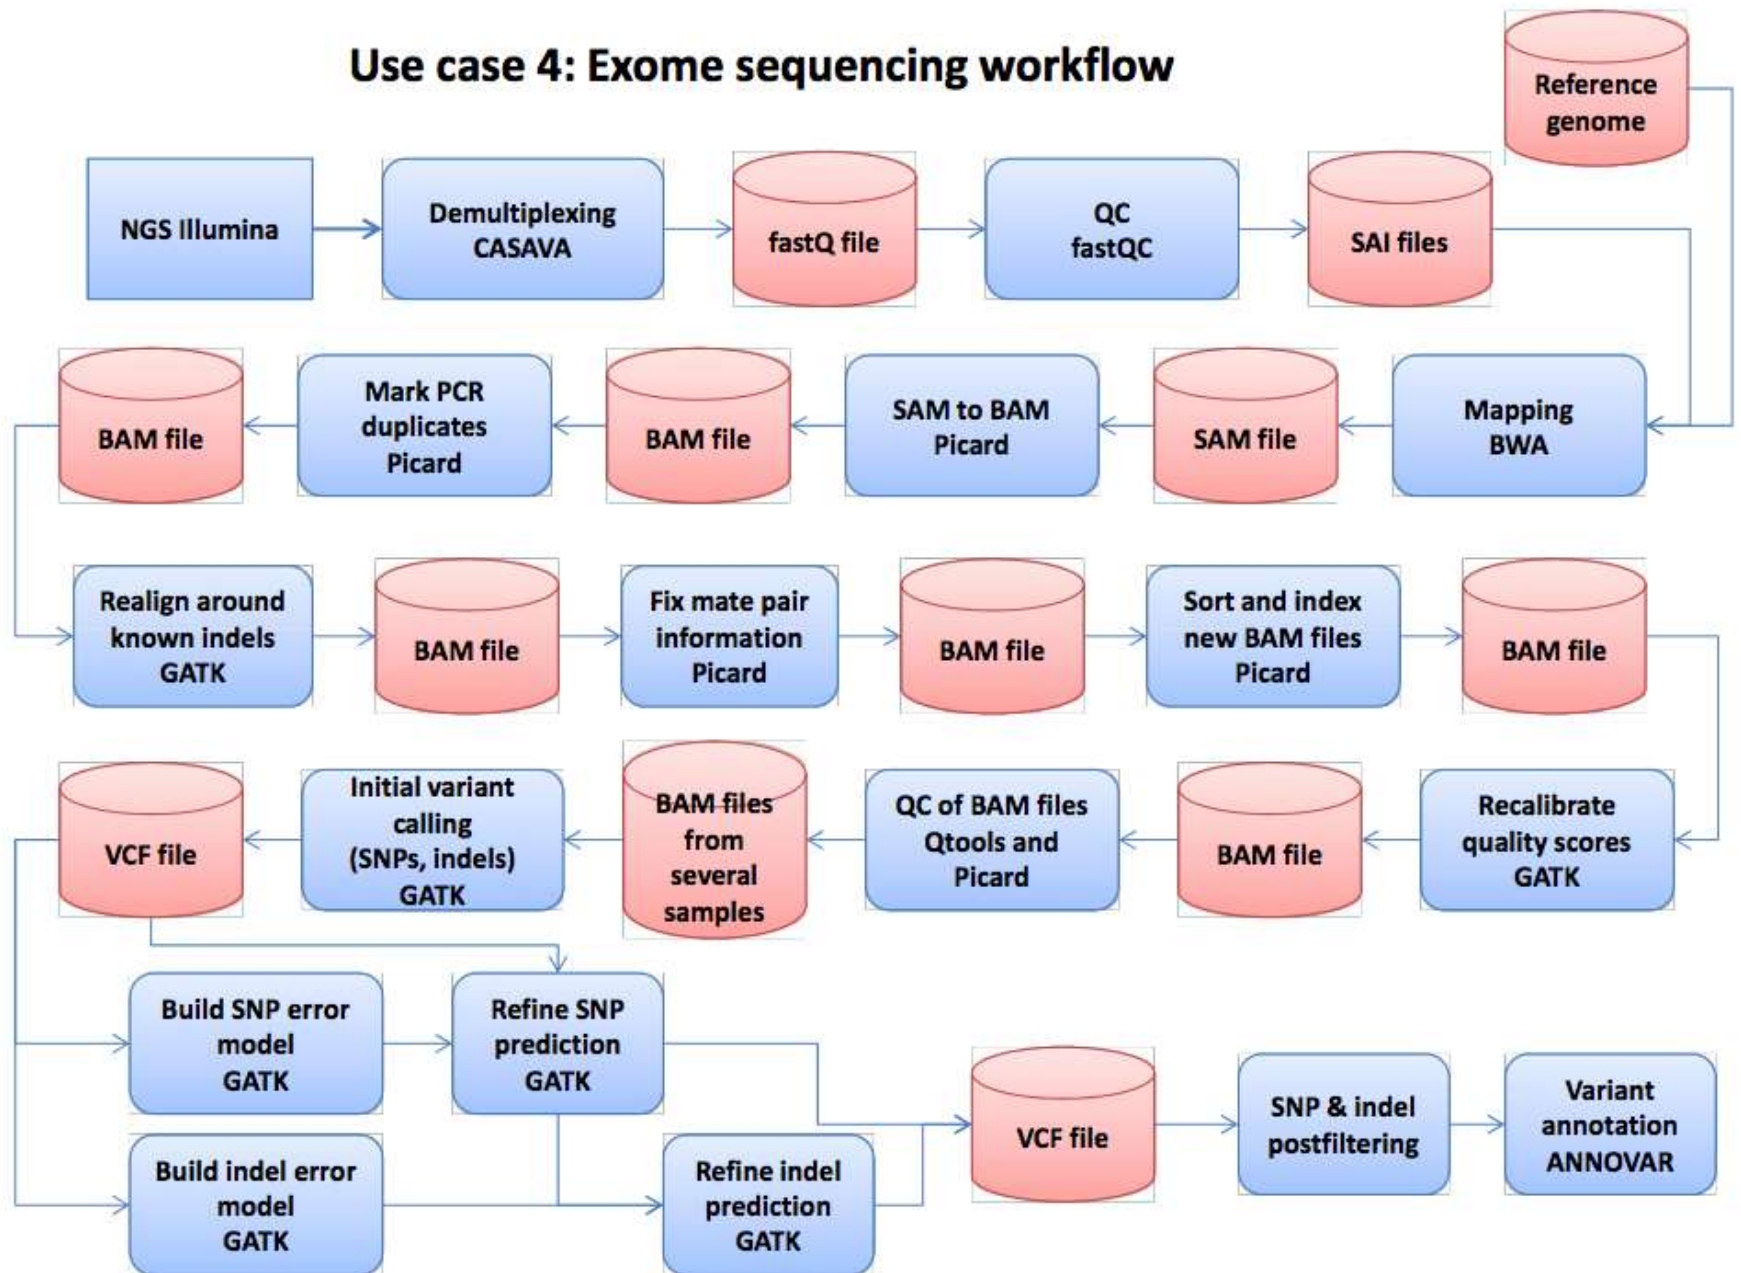 Use case 4: Exome sequencing workflow
Reference
genome
NGS Illumina
Demultiplexing
CASAVA
fastQ file
QC
fastQC
SAI files
Mapping
BWA
SAM file
SAM to BAM
Picard
BAM file
Mark PCR
duplicates
Picard
BAM file
Realign around
known indels
GATK
BAM file
Fix mate pair
information
Picard
BAM file
Sort and index
new BAM files
Picard
BAM file
Recalibrate
quality scores
GATK
BAM file
QC of BAM files
Qtools and
Picard
BAM files
from
several
samples
Initial variant
calling
(SNPs, indels)
GATK
VCF file
Build SNP error
model
GATK
Refine SNP
prediction
GATK
Build indel error
model
GATK
Refine indel
prediction
GATK
VCF file
SNP & indel
postfiltering
Variant
annotation
ANNOVAR